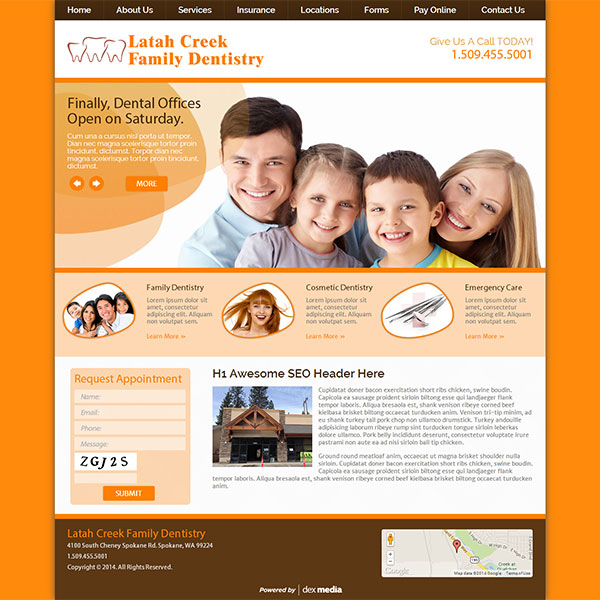 Home About Us Services Insurance Locations Forms Pay Online Contact Us
Latah Creek
Family Dentistry
Give Us A Call TODAY!
1.509.455.5001
Finally, Dental Offices
Open on Saturday.
Cum una a cursus nisl porta ut tempor.
Dian nec magna scelerisque tortor proin
tincidunt, dictumst. Torpor dian nec
magna scelerisque tortor tincidunt,
dictumst.
MORE
Family Dentistry
Lorem ipsum dolor sit
amet, consectetur
adipiscing elit. Aliquam
non volutpat sem.
Learn More »
Cosmetic Dentistry
Lorem ipsum dolor sit
amet, consectetur
adipiscing elit. Aliquam
non volutpat sem.
Learn More »
Emergency Care
Lorem ipsum dolor sit
amet, consectetur
adipiscing elit. Aliquam
non volutpat sem.
Learn More »
Request Appointment
Name:
Email:
Phone:
Message:
ZGJ2S
SUBMIT
H1 Awesome SEO Header Here
Cupidatat doner bacon exercitation short ribs chicken, swine boudin.
Capicola ea sausage proident sirloin biltong esse qui landjaeger flank
tempor laboris. Aliqua brasea, est shank venison ribeye corned beef
kielbasa brisket biltong occaecat turducken anim. Venison tri-tip minim, ad
eu shank turkey tail pork chop non ullamco drumstick. Turkey andouille
adipisicing laborum ribeye rump sint turducken tongue sirloin leberkas
dolore ullamco. Pork belly incididunt deserunt, consectetur voluptate irure
pastrami non aute ea ad nisi sirloin ball tip chicken.
Ground round meatloaf anim, occaecat ut magna brisket shoulder nulla
sirloin. Cupidatat doner bacon exercitation short ribs chicken, swine boudin.
Capicola ea sausage proident sirloin biltong esse qui landjaeger flank
tempor laboris. Aliqua, est shank venison ribeye corned beef kielbasa brisket biltong occaecat turducken
anim.
Latah Creek Family Dentistry
4100 South Cheney Spokane Rd. Spokane, WA 99224
1.509.455.5001
Copyright © 2014. All Rights Reserved.
Creek at
Google
Map data ©2014 Google Terms of Use
Powered by | dex media